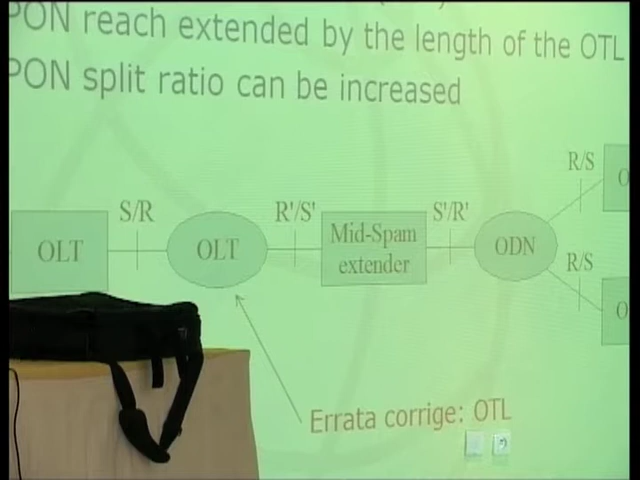 PON reach extended by the length of the OTL
PON split ratio can be increased
S/R
R'/S'
S'/R'
R/S
OLT
OLT
Mid-Spam
extender
ODN
R/S
Errata corrige: OTL